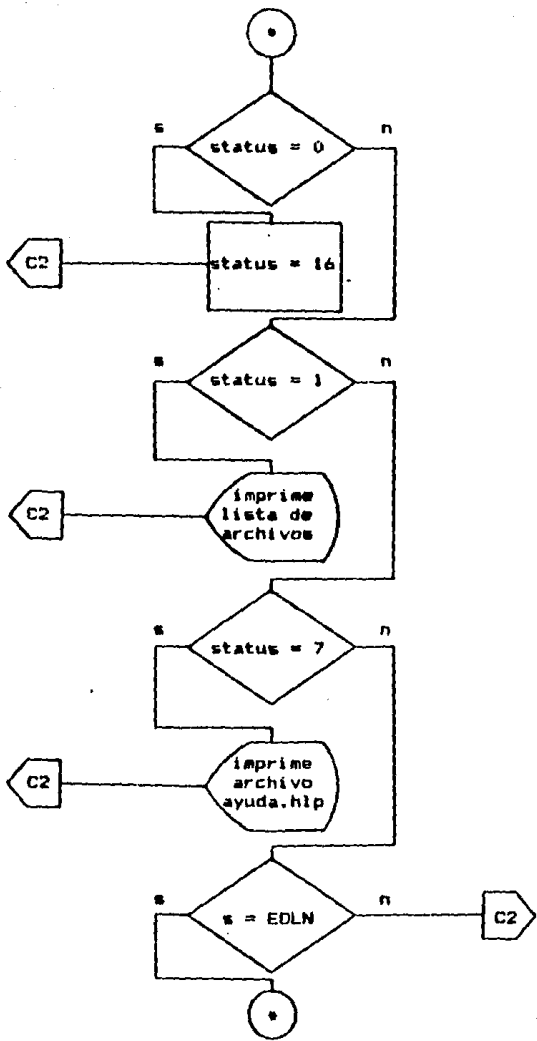 *
s
n
status = 0
C2
status = 16
s
n
status = 1
C2
imprime
lista de
archivos
s
n
status = 7
C2
imprime
archivo
ayuda.hlp
s
n
s = EOLN
C2
*